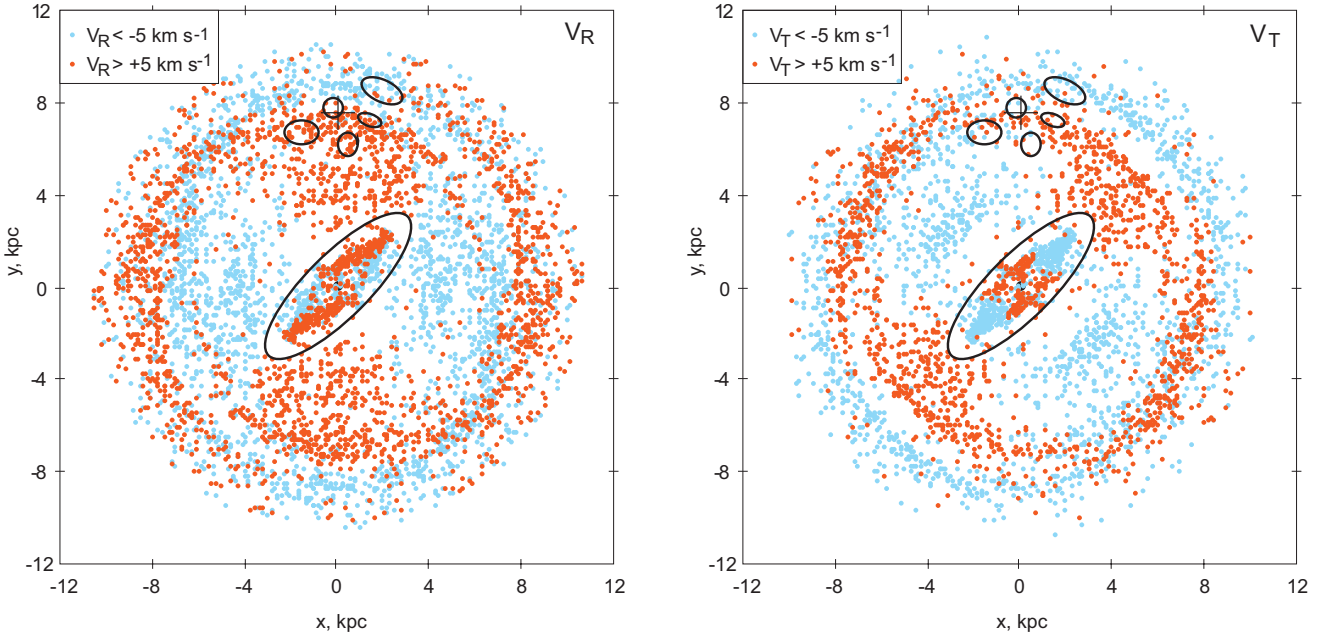 V_R < -5 km s-1
V_R > +5 km s-1
V_R
12
8
4
0
-4
-8
-12
y, kpc
-12
-8
-4
0
4
8
12
x, kpc
V_T < -5 km s-1
V_T > +5 km s-1
V_T
12
8
4
0
-4
-8
-12
y, kpc
-12
-8
-4
0
4
8
12
x, kpc